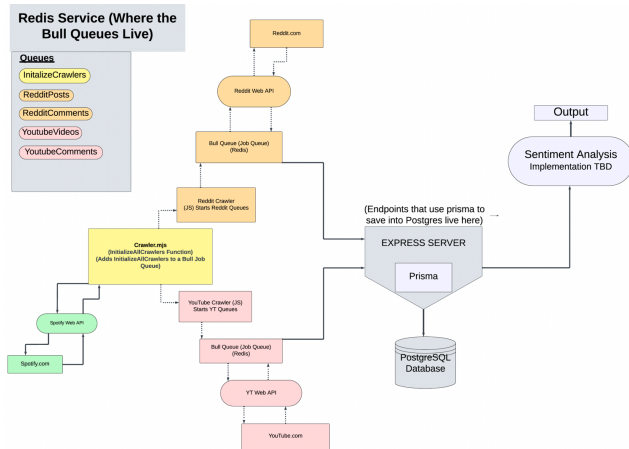 Redis Service (Where the
Bull Queues Live)
Queues
InitalizeCrawlers
RedditPosts
RedditComments
YoutubeVideos
YoutubeComments
Reddit.com
Reddit Web API
Bull Queue (Job Queue)
(Redis)
Reddit Crawler
(JS) Starts Reddit Queues
Crawler.mjs
(InitializeAllCrawlers Function)
(Adds InitializeAllCrawlers to a Bull Job
Queue)
Spotify Web API
Spotify.com
YouTube Crawler (JS)
Starts YT Queues
Bull Queue (Job Queue)
(Redis)
YT Web API
YouTube.com
(Endpoints that use prisma to
save into Postgres live here)
EXPRESS SERVER
Prisma
PostgreSQL
Database
Output
Sentiment Analysis
Implementation TBD